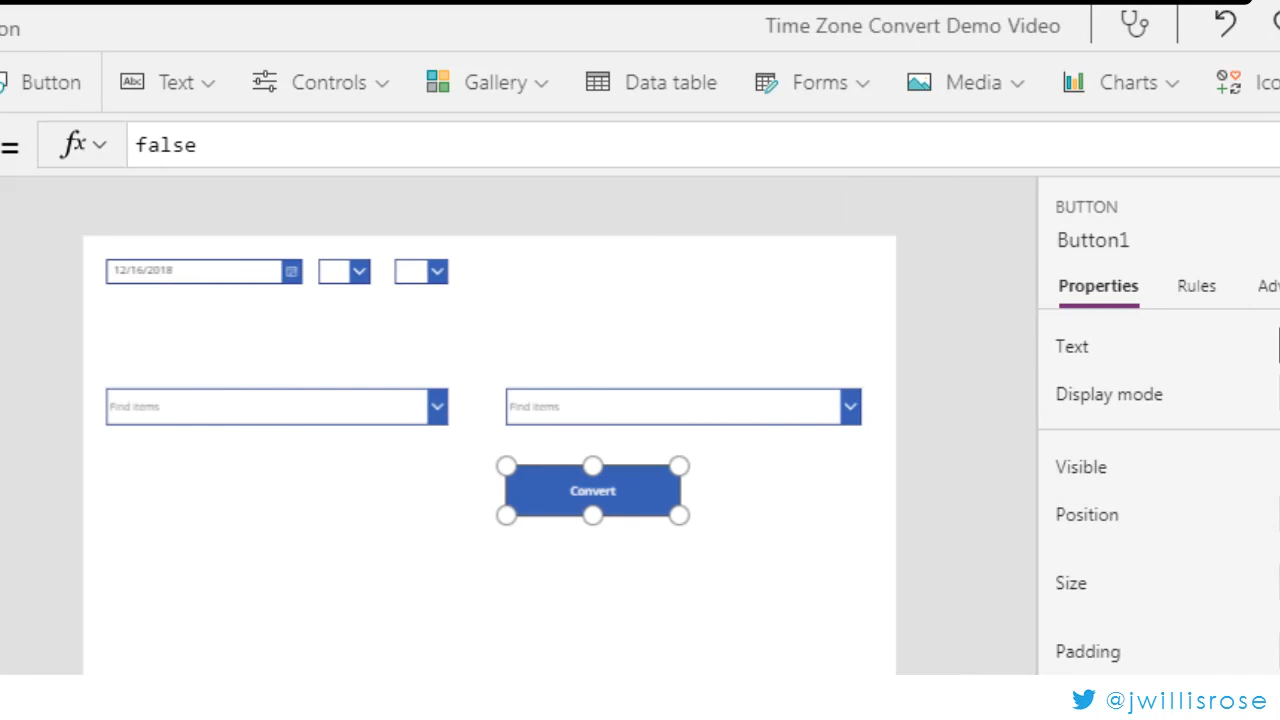 on
Time Zone Convert Demo Video
Button
Abc Text
Controls
Gallery
Data table
Forms
Media
Charts
Ico
= fx false
BUTTON
Button1
Properties Rules Adv
12/16/2018
Find items
Find items
Convert
Text
Display mode
Visible
Position
Size
Padding
@jwillisrose